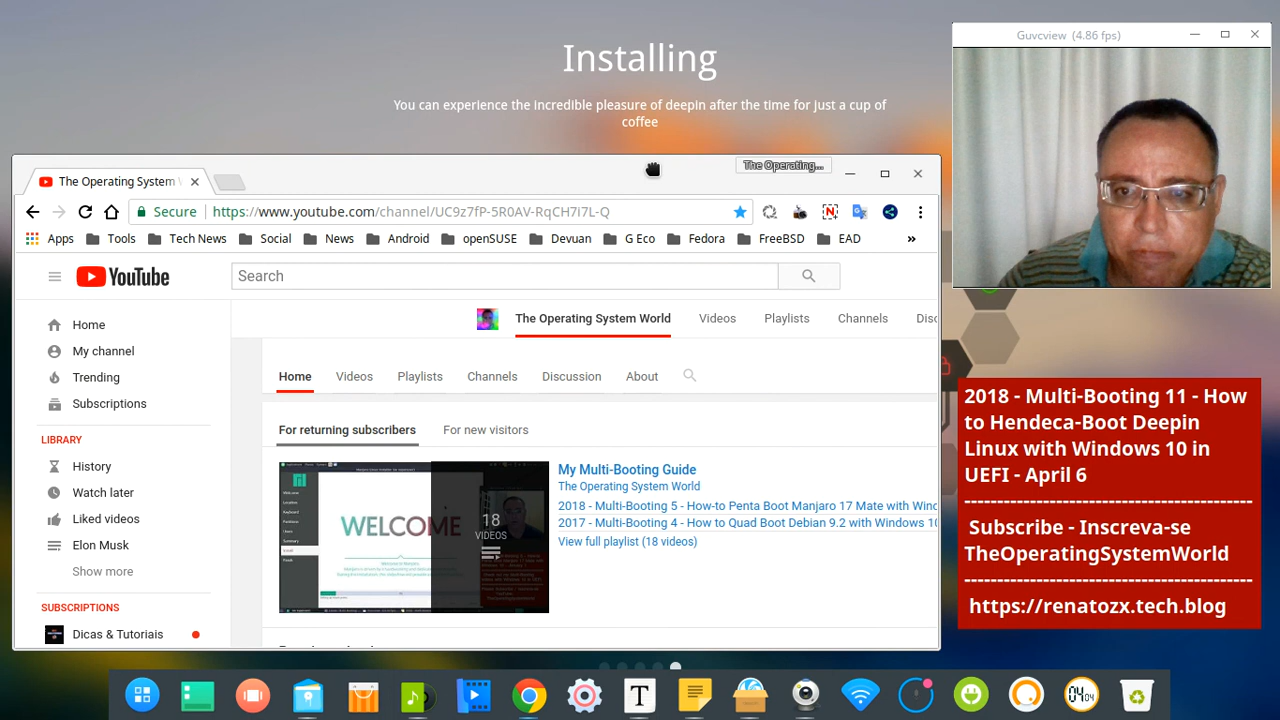 Installing
You can experience the incredible pleasure of deepin after the time for just a cup of
coffee
Guvcview (4.86 fps)
The Operating System W
The Operating...
Secure
https://www.youtube.com/channel/UC9z7fP-5R0AV-RqCH7I7L-Q
Apps
Tools
Tech News
Social
News
Android
openSUSE
Devuan
G Eco
Fedora
FreeBSD
EAD
»
YouTube
Search
The Operating System World
Videos
Playlists
Channels
Disc
Home
My channel
Trending
Subscriptions
LIBRARY
History
Watch later
Liked videos
Elon Musk
Show more
SUBSCRIPTIONS
Dicas & Tutoriais
Home
Videos
Playlists
Channels
Discussion
About
For returning subscribers
For new visitors
WELCOME
18
VIDEOS
My Multi-Booting Guide
The Operating System World
2018 - Multi-Booting 5 - How-to Penta Boot Manjaro 17 Mate with Wind
2017 - Multi-Booting 4 - How to Quad Boot Debian 9.2 with Windows 10
View full playlist (18 videos)
2018 - Multi-Booting 11 - How
to Hendeca-Boot Deepin
Linux with Windows 10 in
UEFI - April 6
--------------------------------------------
Subscribe - Inscreva-se
TheOperatingSystemWorld
--------------------------------------------
https://renatozx.tech.blog
T
04 04